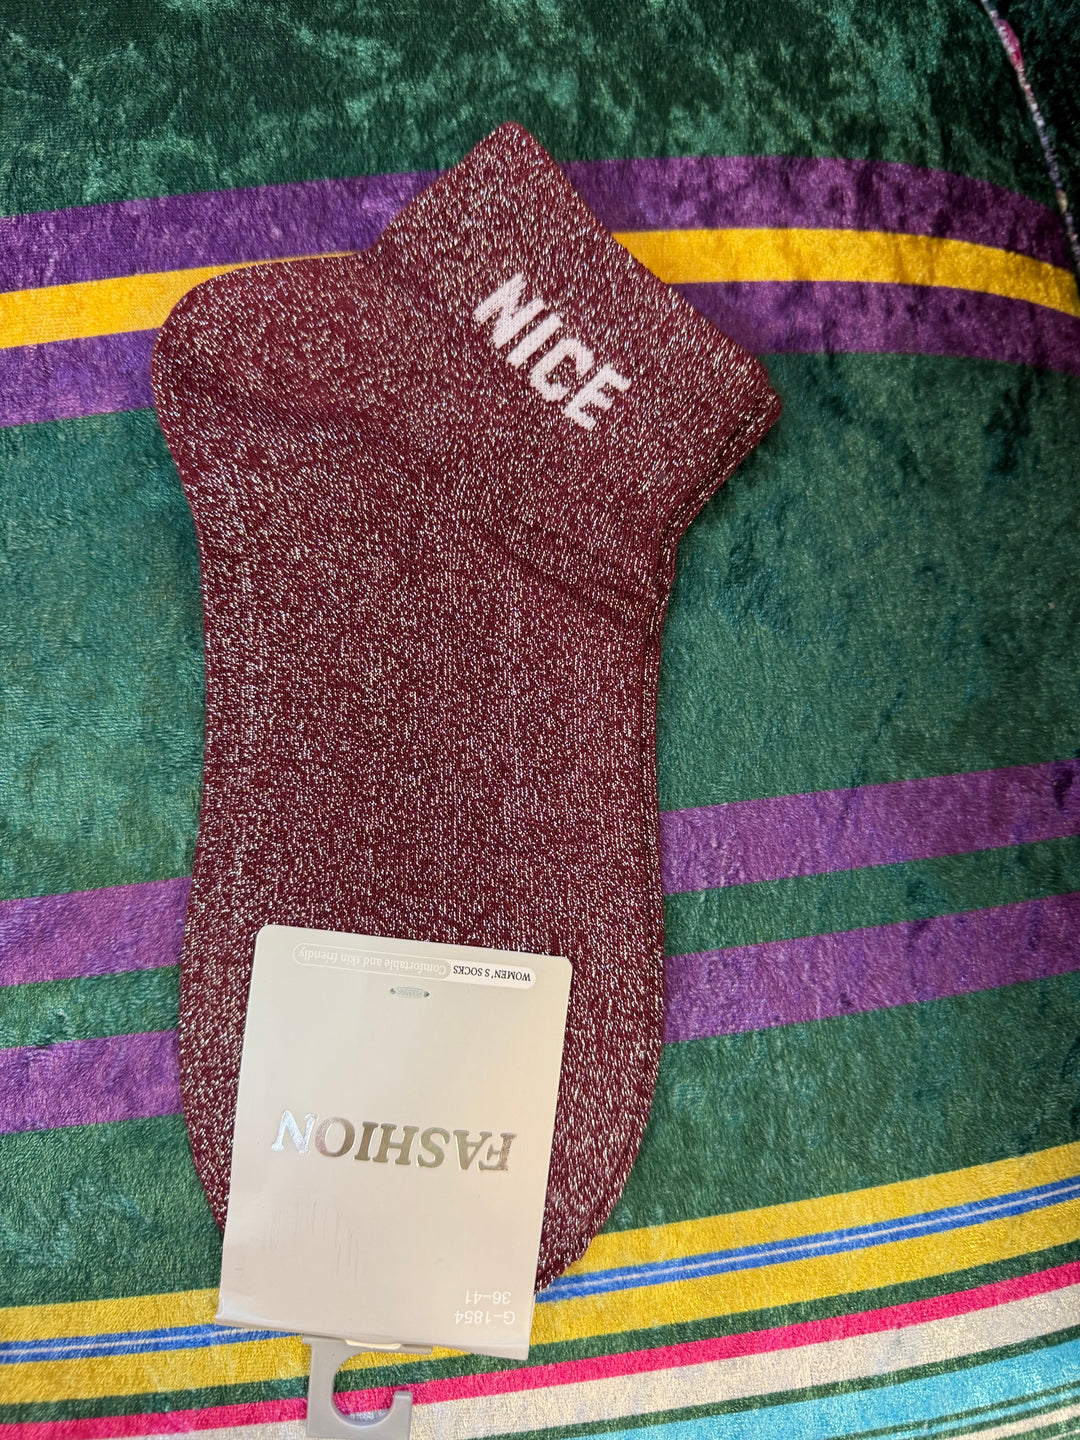 NICE
WOMEN'S SOCKS Comfortable and skin friendly
FASHION
G-1854
36-41